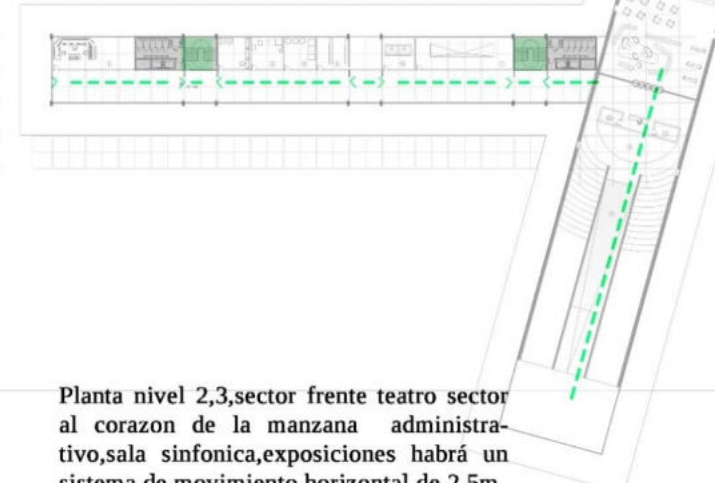 Planta nivel 2,3,sector frente teatro sector
al corazon de la manzana administra-
tivo,sala sinfonica,exposiciones habrá un
sistema de movimiento horizontal de 2.5m